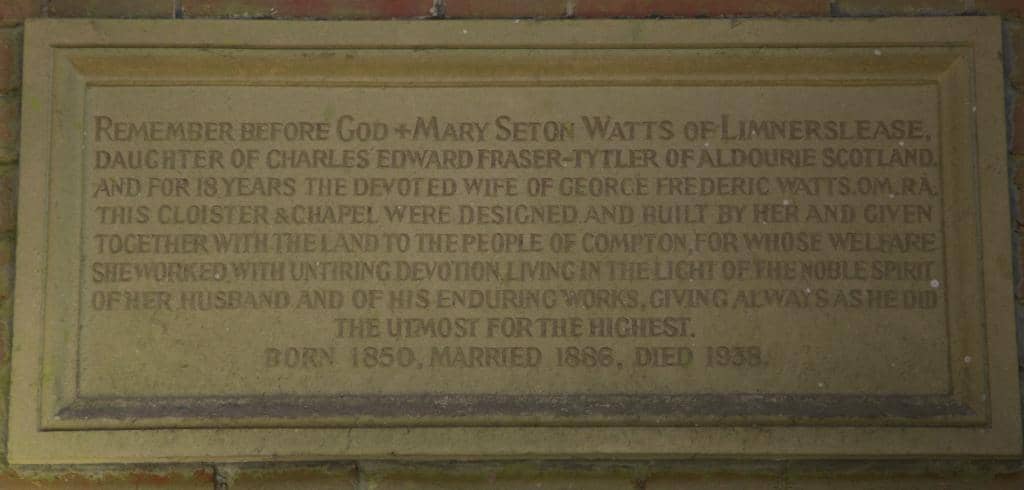 REMEMBER BEFORE GOD + MARY SETON WATTS OF LIMNERSLEASE,
DAUGHTER OF CHARLES EDWARD FRASER-TYTLER OF ALDOURIE SCOTLAND.
AND FOR 18 YEARS THE DEVOTED WIFE OF GEORGE FREDERIC WATTS.OM.RA.
THIS CLOISTER & CHAPEL WERE DESIGNED AND BUILT BY HER AND GIVEN
TOGETHER WITH THE LAND TO THE PEOPLE OF COMPTON, FOR WHOSE WELFARE
SHE WORKED WITH UNTIRING DEVOTION, LIVING IN THE LIGHT OF THE NOBLE SPIRIT
OF HER HUSBAND AND OF HIS ENDURING WORKS, GIVING ALWAYS AS HE DID
THE UTMOST FOR THE HIGHEST.
BORN 1850, MARRIED 1886, DIED 1938.